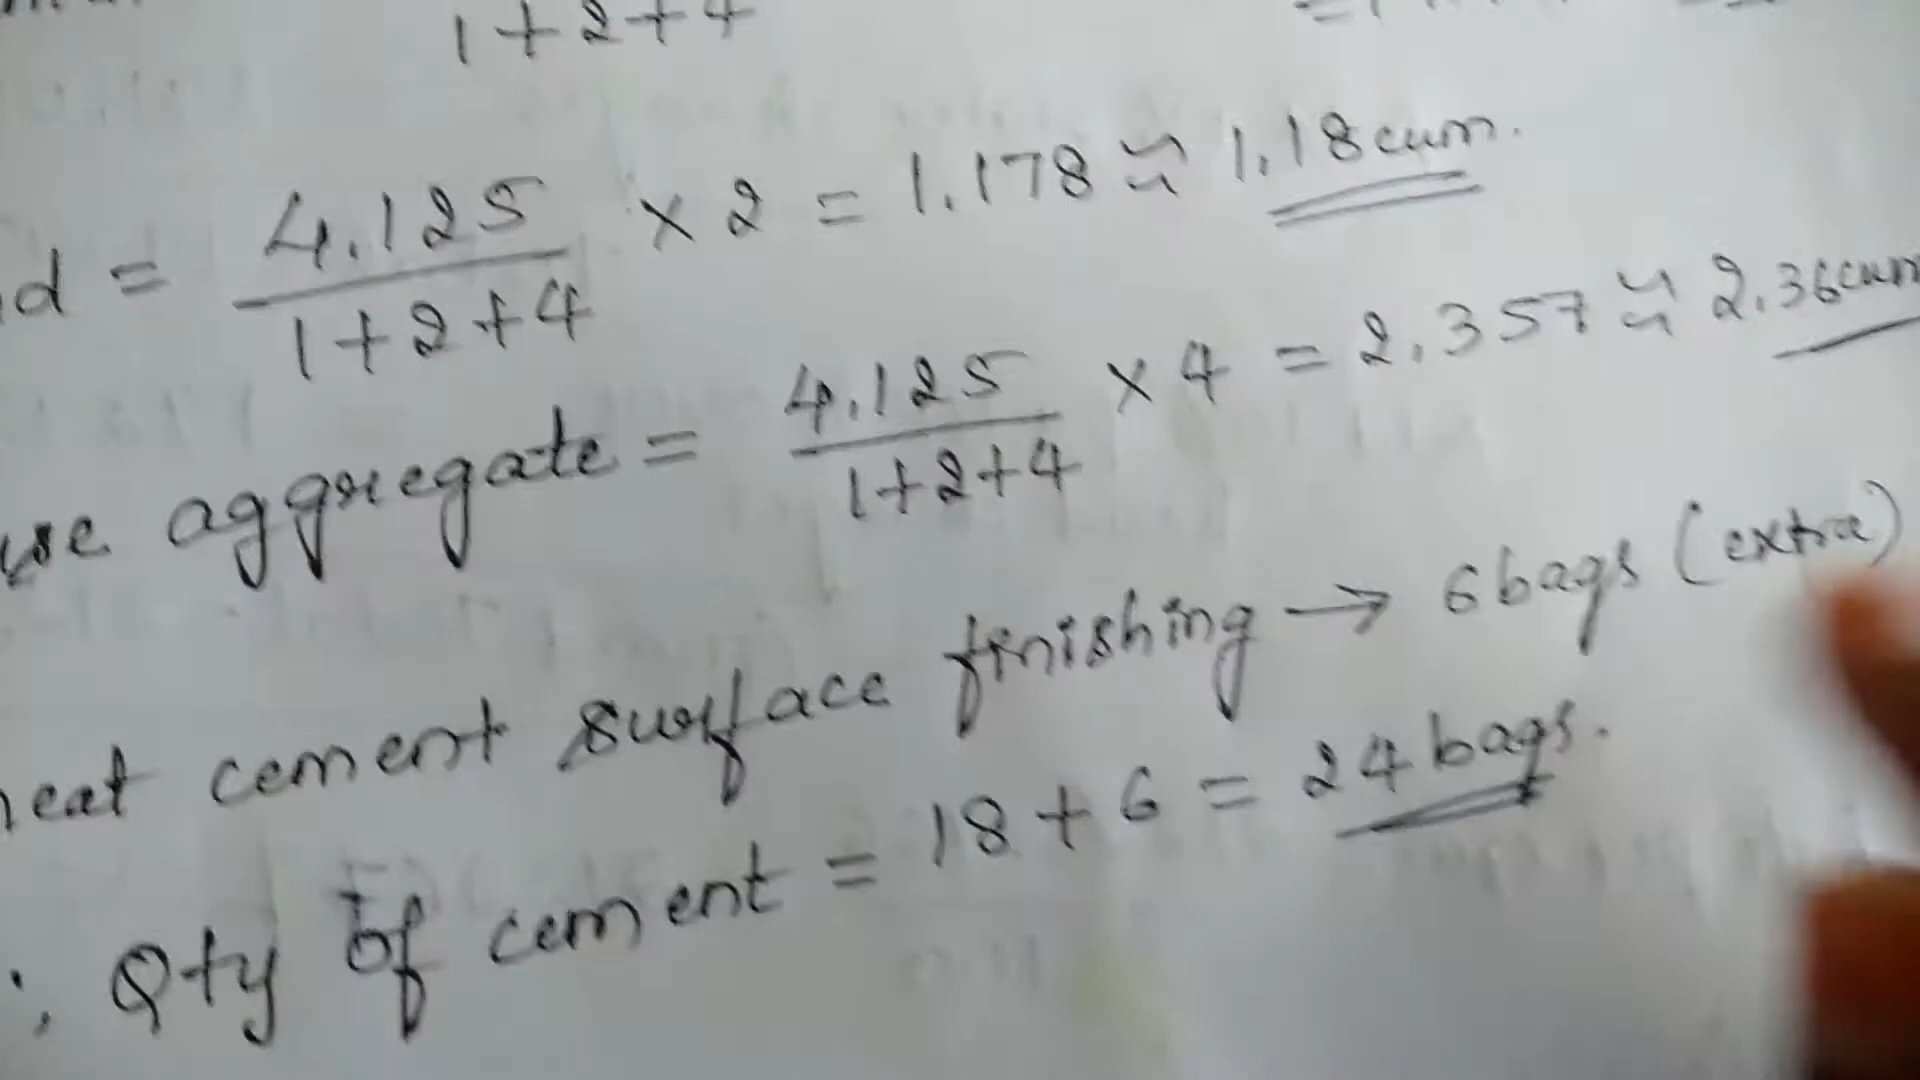 1+2+4
d = 4.125 / 1+2+4 × 2 = 1.178 ≈ 1.18 cum.
aggregate = 4.125 / 1+2+4 × 4 = 2.357 ≈ 2.36 cum
cement surface finishing → 6 bags (extra)
∴ Qty of cement = 18 + 6 = 24 bags.